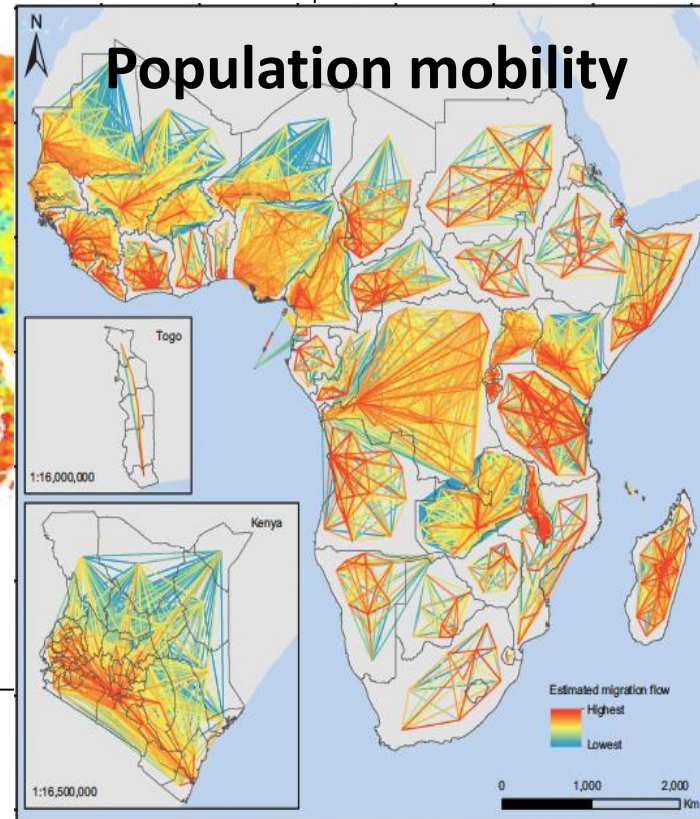 N
Population mobility
Togo
1:16,000,000
Kenya
1:16,500,000
Estimated migration flow
Highest
Lowest
0 1,000 2,000
Km